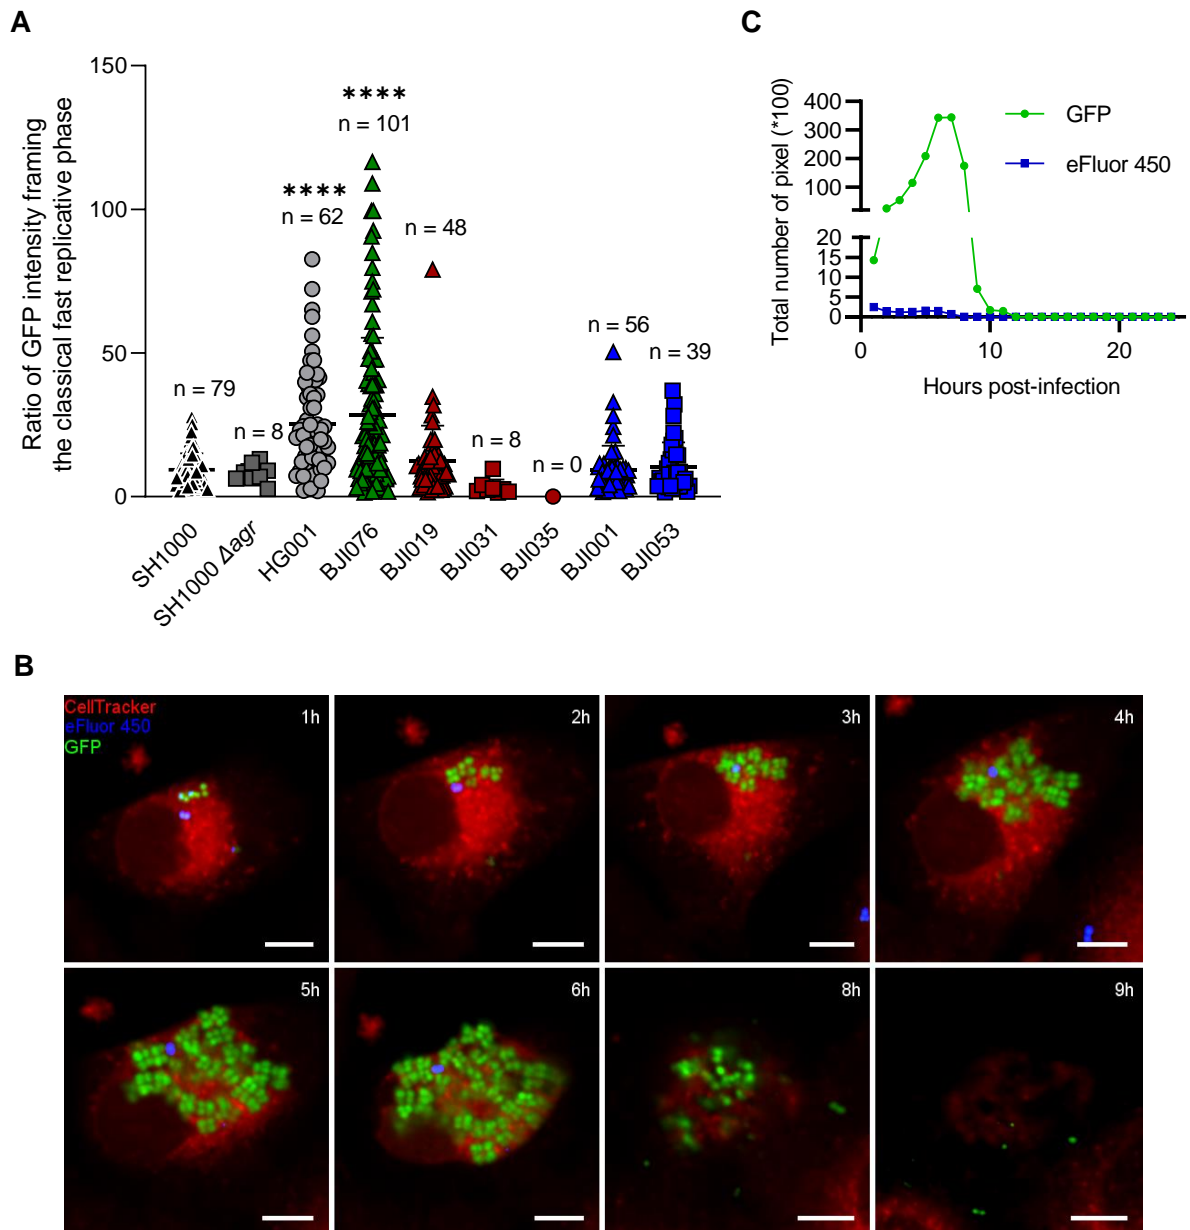 A
Ratio of GFP intensity framing
the classical fast replicative phase
150
100
50
0
****
n = 101
****
n = 62
n = 48
n = 79
n = 8
n = 8
n = 0
n = 56
n = 39
SH1000
SH1000 Δagr
HG001
BJI076
BJI019
BJI031
BJI035
BJI001
BJI053
C
Total number of pixel (*100)
400
300
200
100
20
15
10
5
0
0
10
20
Hours post-infection
GFP
eFluor 450
B
CellTracker
eFluor 450
GFP
1h
2h
3h
4h
5h
6h
8h
9h